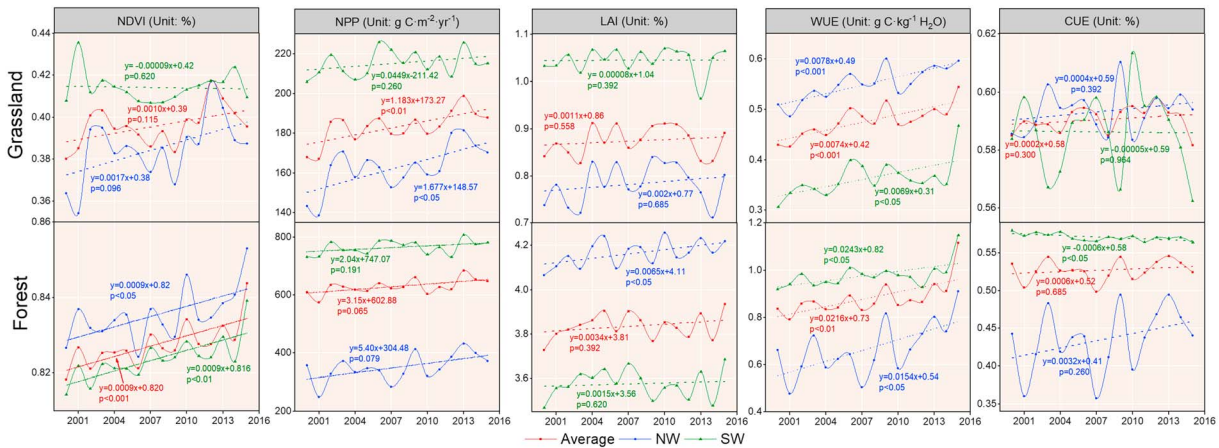 NDVI (Unit: %)
NPP (Unit: g C·m⁻²·yr⁻¹)
LAI (Unit: %)
WUE (Unit: g C·kg⁻¹ H₂O)
CUE (Unit: %)
Grassland
0.44
0.42
0.40
0.38
0.86
y= -0.00009x+0.42
p=0.620
y=0.0010x+0.39
p=0.115
y=0.0017x+0.38
p=0.096
220
200
180
160
140
y=0.0449x-211.42
p=0.260
y=1.183x+173.27
p<0.01
y=1.677x+148.57
p<0.05
1.1
1.0
0.9
0.8
0.7
y= 0.00008x+1.04
p=0.392
y=0.0011x+0.86
p=0.558
y=0.002x+0.77
p=0.685
0.6
0.5
0.4
0.3
y=0.0078x+0.49
p<0.001
y=0.0074x+0.42
p<0.001
y=0.0069x+0.31
p<0.05
0.62
0.60
0.58
0.56
y=0.0004x+0.59
p=0.392
y=0.0002x+0.58
p=0.300
y= -0.00005x+0.59
p=0.964
Forest
0.84
0.82
y=0.0009x+0.82
p<0.05
y=0.0009x+0.820
p<0.001
y=0.0009x+0.816
p<0.01
800
600
400
200
y=2.04x+747.07
p=0.191
y=3.15x+602.88
p=0.065
y=5.40x+304.48
p=0.079
4.2
4.0
3.8
3.6
y=0.0065x+4.11
p<0.05
y=0.0034x+3.81
p=0.392
y=0.0015x+3.56
p=0.620
1.2
1.0
0.8
0.6
0.4
y=0.0243x+0.82
p<0.05
y=0.0216x+0.73
p<0.01
y=0.0154x+0.54
p<0.05
0.55
0.50
0.45
0.40
0.35
y= -0.0006x+0.58
p<0.05
y=0.0006x+0.52
p=0.685
y=0.0032x+0.41
p=0.260
2001 2004 2007 2010 2013 2016
2001 2004 2007 2010 2013 2016
2001 2004 2007 2010 2013 2016
2001 2004 2007 2010 2013 2016
2001 2004 2007 2010 2013 2016
Average NW SW